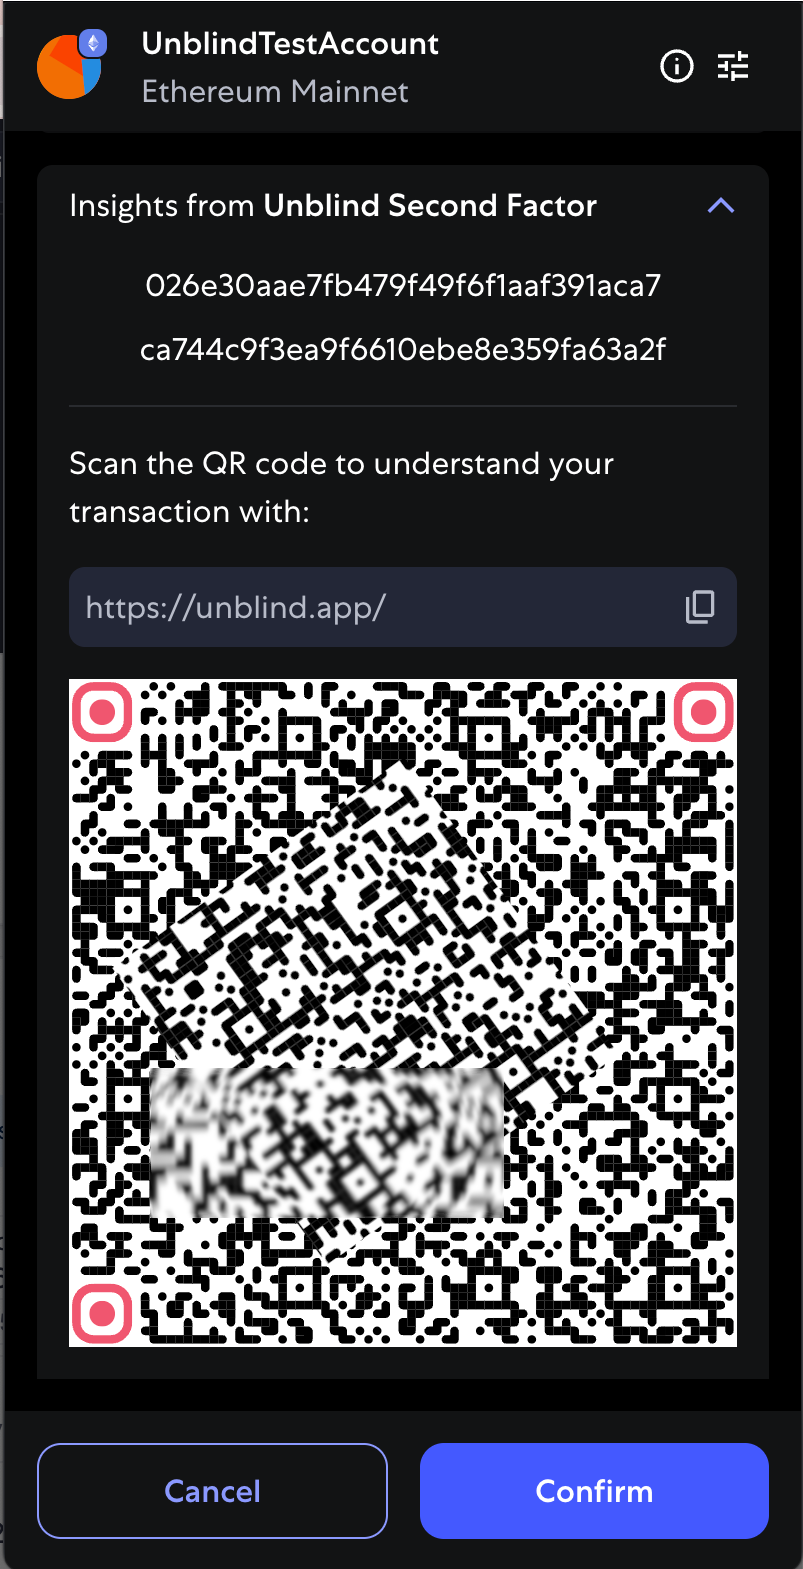 UnblindTestAccount
Ethereum Mainnet
Insights from Unblind Second Factor
026e30aae7fb479f49f6f1aaf391aca7
ca744c9f3ea9f6610ebe8e359fa63a2f
Scan the QR code to understand your
transaction with:
https://unblind.app/
Cancel
Confirm